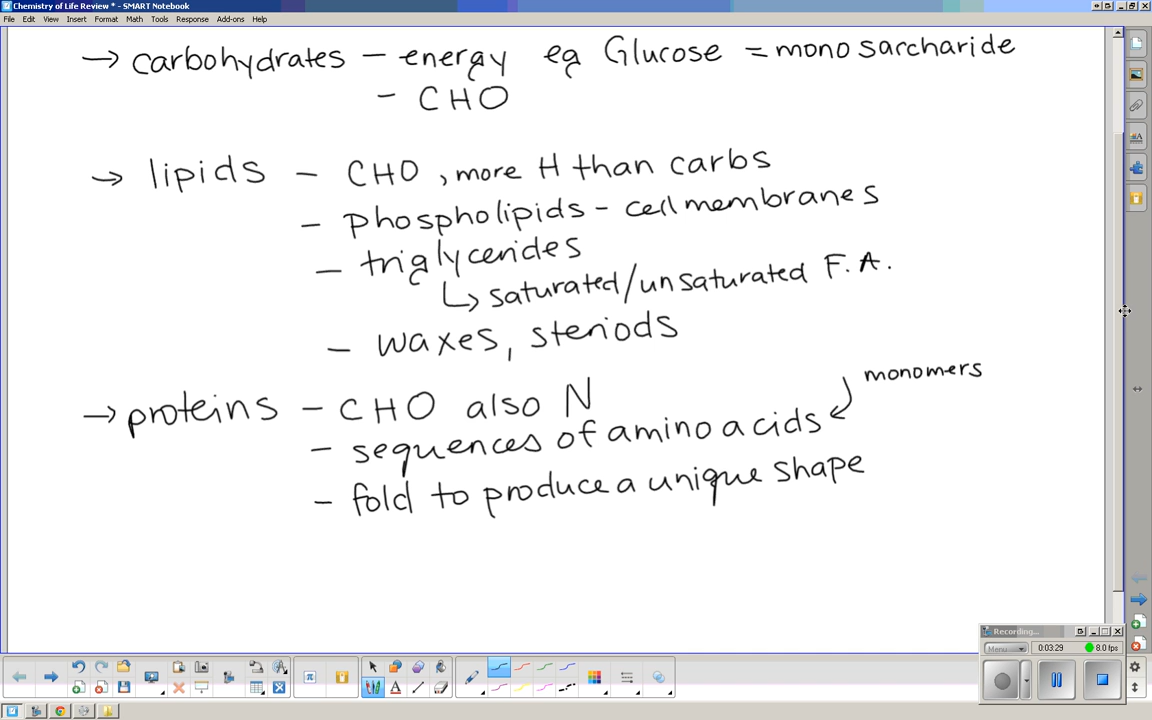 Chemistry of Life Review * - SMART Notebook
File Edit View Insert Format Math Tools Response Add-ons Help
→ carbohydrates - energy eg Glucose = monosaccharide
- CHO
→ lipids - CHO, more H than carbs
- phospholipids - cell membranes
- triglycerides
↳ saturated/unsaturated F.A.
- waxes, steriods
monomers
→ proteins - CHO also N
- sequences of amino acids
- fold to produce a unique shape
Recording...
Menu 0:03:29 8.0 fps